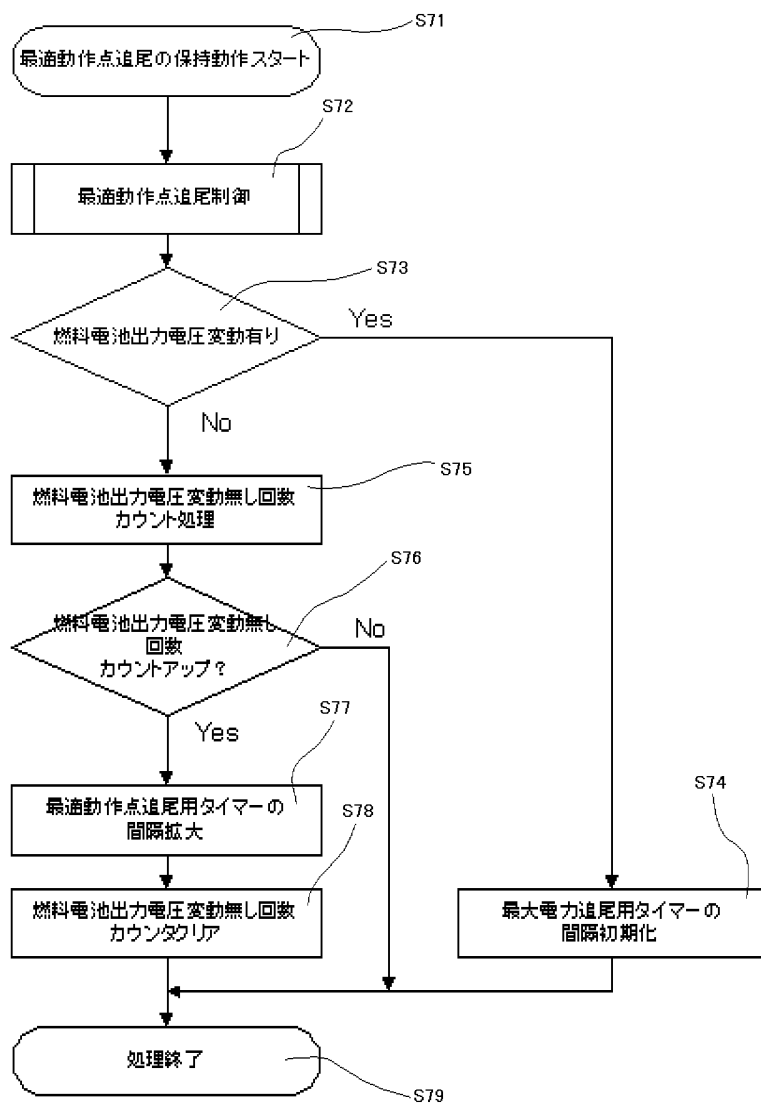 S71
最適動作点追尾の保持動作スタート
S72
最適動作点追尾制御
S73
燃料電池出力電圧変動有り
Yes
No
S75
燃料電池出力電圧変動無し回数
カウント処理
S76
燃料電池出力電圧変動無し
回数
カウントアップ？
No
Yes
S77
最適動作点追尾用タイマーの
間隔拡大
S78
燃料電池出力電圧変動無し回数
カウンタクリア
S74
最大電力追尾用タイマーの
間隔初期化
処理終了
S79